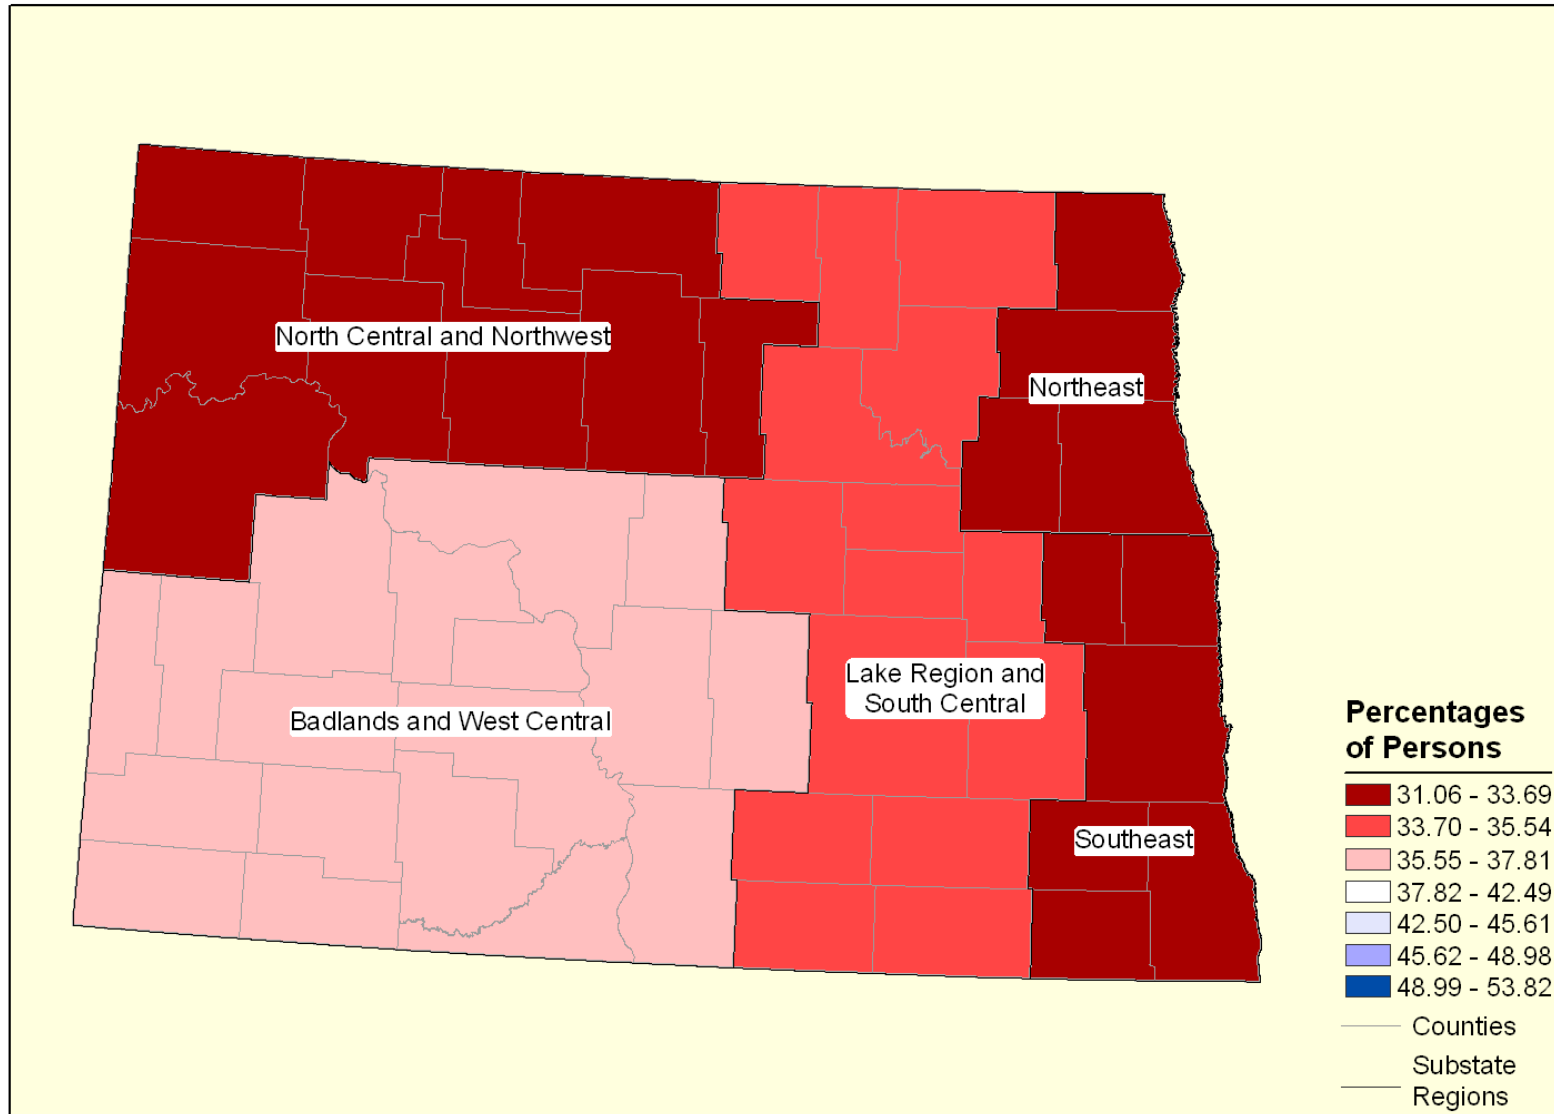 North Central and Northwest
Northeast
Lake Region and
South Central
Badlands and West Central
Southeast
Percentages
of Persons
31.06 - 33.69
33.70 - 35.54
35.55 - 37.81
37.82 - 42.49
42.50 - 45.61
45.62 - 48.98
48.99 - 53.82
Counties
Substate
Regions